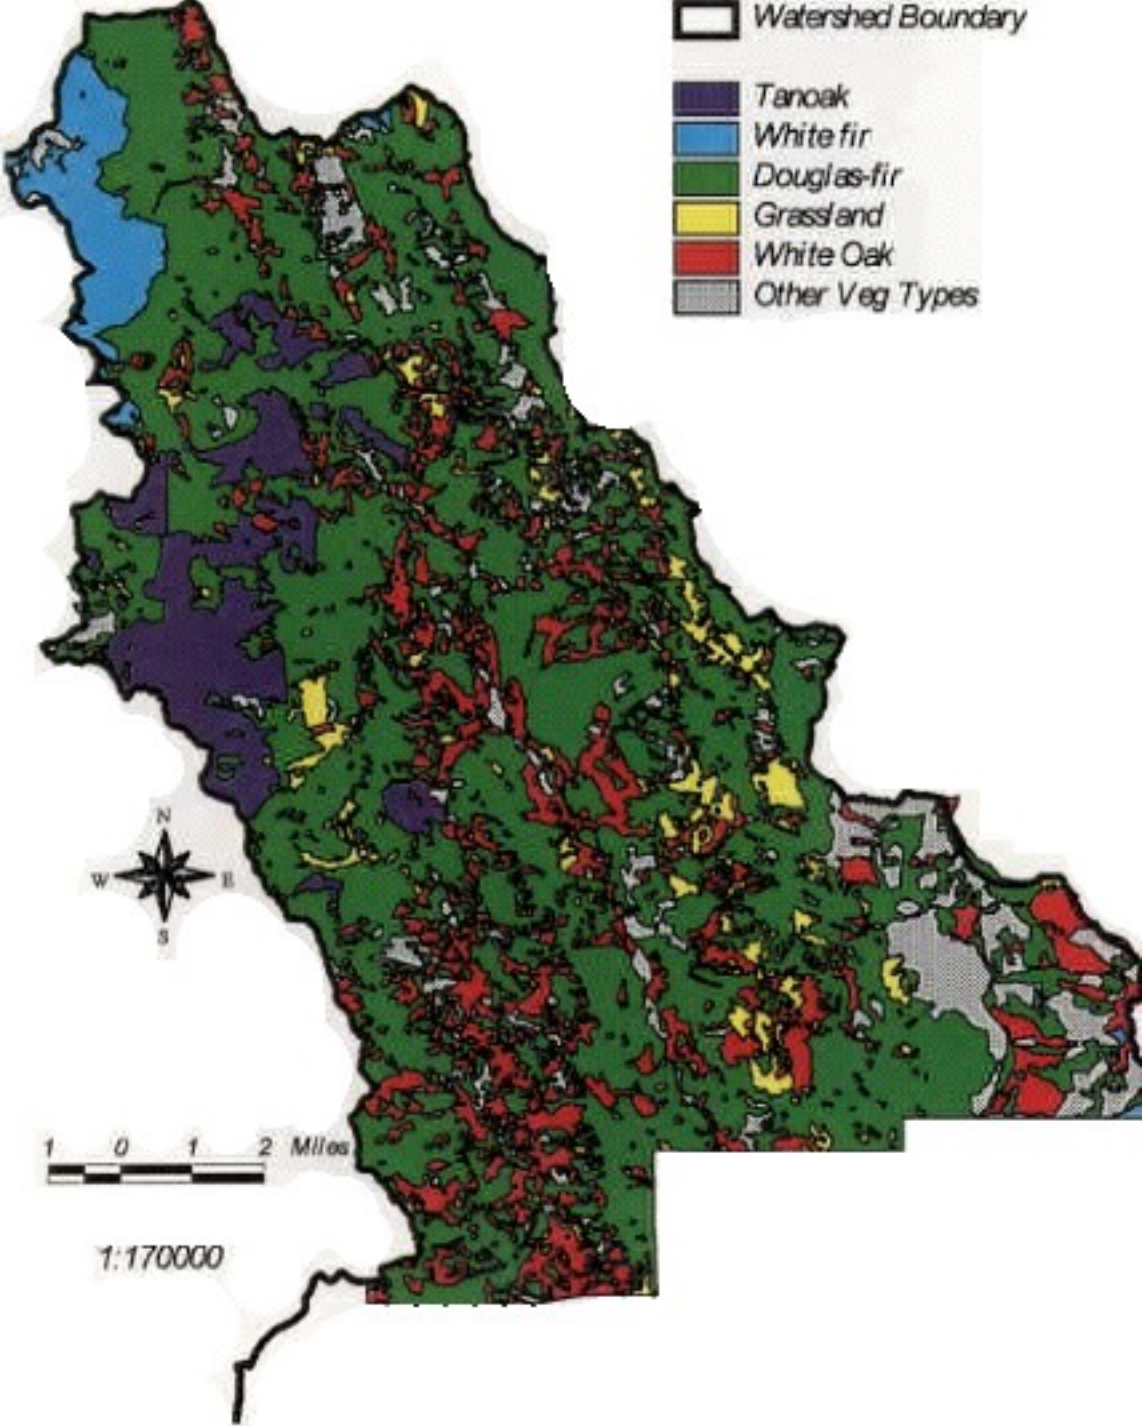 Watershed Boundary
Tanoak
White fir
Douglas-fir
Grassland
White Oak
Other Veg Types
N
W E
S
1 0 1 2 Miles
1:170000